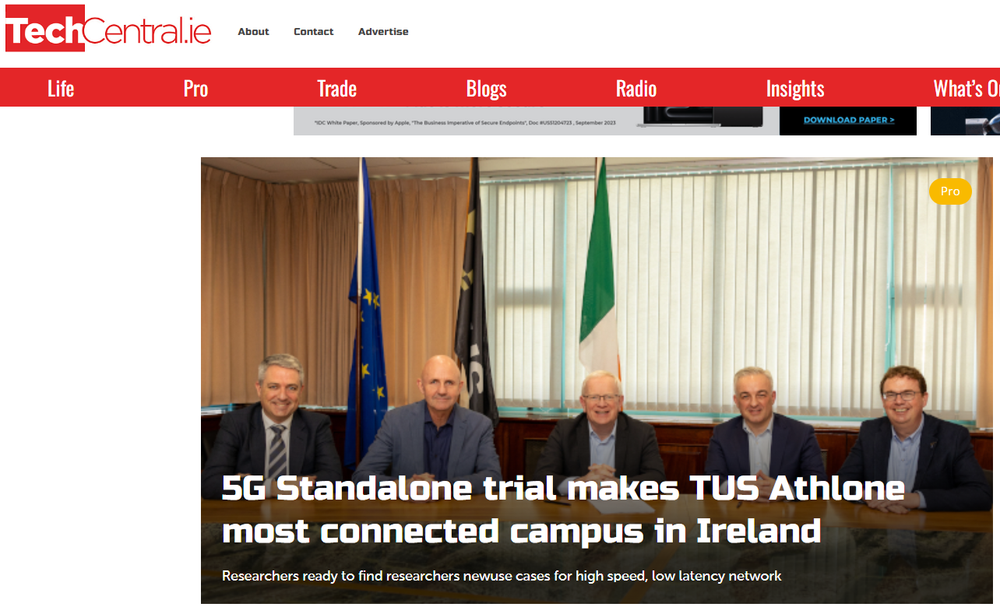 TechCentral.ie
About Contact Advertise
Life Pro Trade Blogs Radio Insights What's O
*IDC White Paper, Sponsored by Apple, "The Business Imperative of Secure Endpoints", Doc #US51204723 , September 2023
DOWNLOAD PAPER >
Pro
5G Standalone trial makes TUS Athlone
most connected campus in Ireland
Researchers ready to find researchers newuse cases for high speed, low latency network